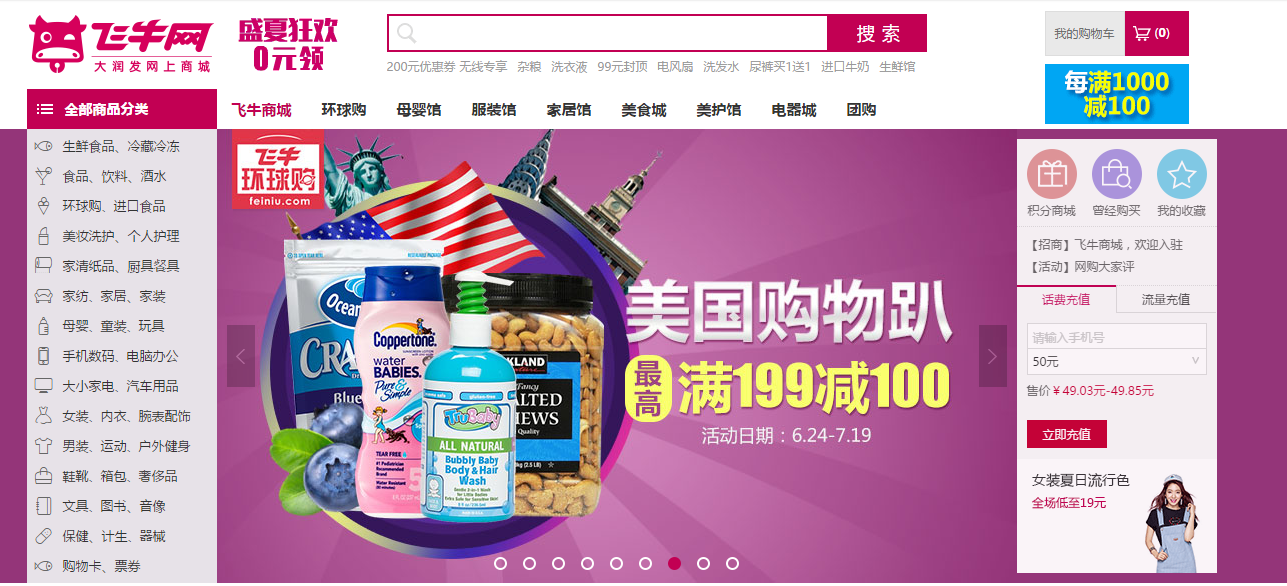 飞牛网
大润发网上商城
盛夏狂欢
0元领
搜 索
200元优惠券 无线专享 杂粮 洗衣液 99元封顶 电风扇 洗发水 尿裤买1送1 进口牛奶 生鲜馆
我的购物车
(0)
每满1000
减100
全部商品分类
飞牛商城 环球购 母婴馆 服装馆 家居馆 美食城 美护馆 电器城 团购
生鲜食品、冷藏冷冻
食品、饮料、酒水
环球购、进口食品
美妆洗护、个人护理
家清纸品、厨具餐具
家纺、家居、家装
母婴、童装、玩具
手机数码、电脑办公
大小家电、汽车用品
女装、内衣、腕表配饰
男装、运动、户外健身
鞋靴、箱包、奢侈品
文具、图书、音像
保健、计生、器械
购物卡、票券
飞牛
环球购
feiniu.com
Ocean
CRA
Blue
Coppertone
water
BABIES
Pure &
Simple
TEAR FREE
#1 Pediatrician
Recommended
Brand
Water Resistant
TruBaby
ALL NATURAL
Bubbly Baby
Body & Hair
Wash
KLAND
Fancy
ALTED
HEWS
Quality
美国购物趴
最高
满199减100
活动日期：6.24-7.19
积分商城 曾经购买 我的收藏
【招商】飞牛商城，欢迎入驻
【活动】网购大家评
话费充值 流量充值
请输入手机号
50元
售价￥49.03元-49.85元
立即充值
女装夏日流行色
全场低至19元